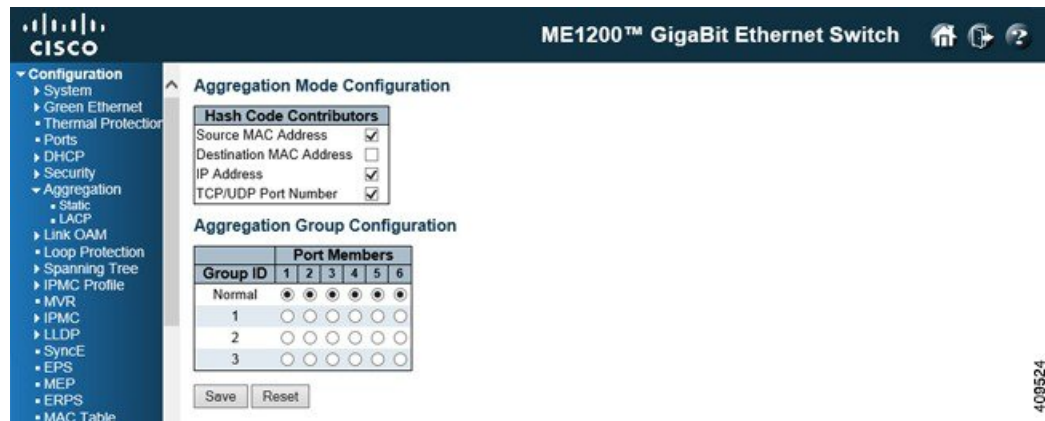 CISCO
ME1200™ GigaBit Ethernet Switch
Configuration
System
Green Ethernet
Thermal Protection
Ports
DHCP
Security
Aggregation
Static
LACP
Link OAM
Loop Protection
Spanning Tree
IPMC Profile
MVR
IPMC
LLDP
SyncE
EPS
MEP
ERPS
MAC Table
Aggregation Mode Configuration
Hash Code Contributors
Source MAC Address
Destination MAC Address
IP Address
TCP/UDP Port Number
Aggregation Group Configuration
Port Members
Group ID 1 2 3 4 5 6
Normal
1
2
3
Save Reset
409524